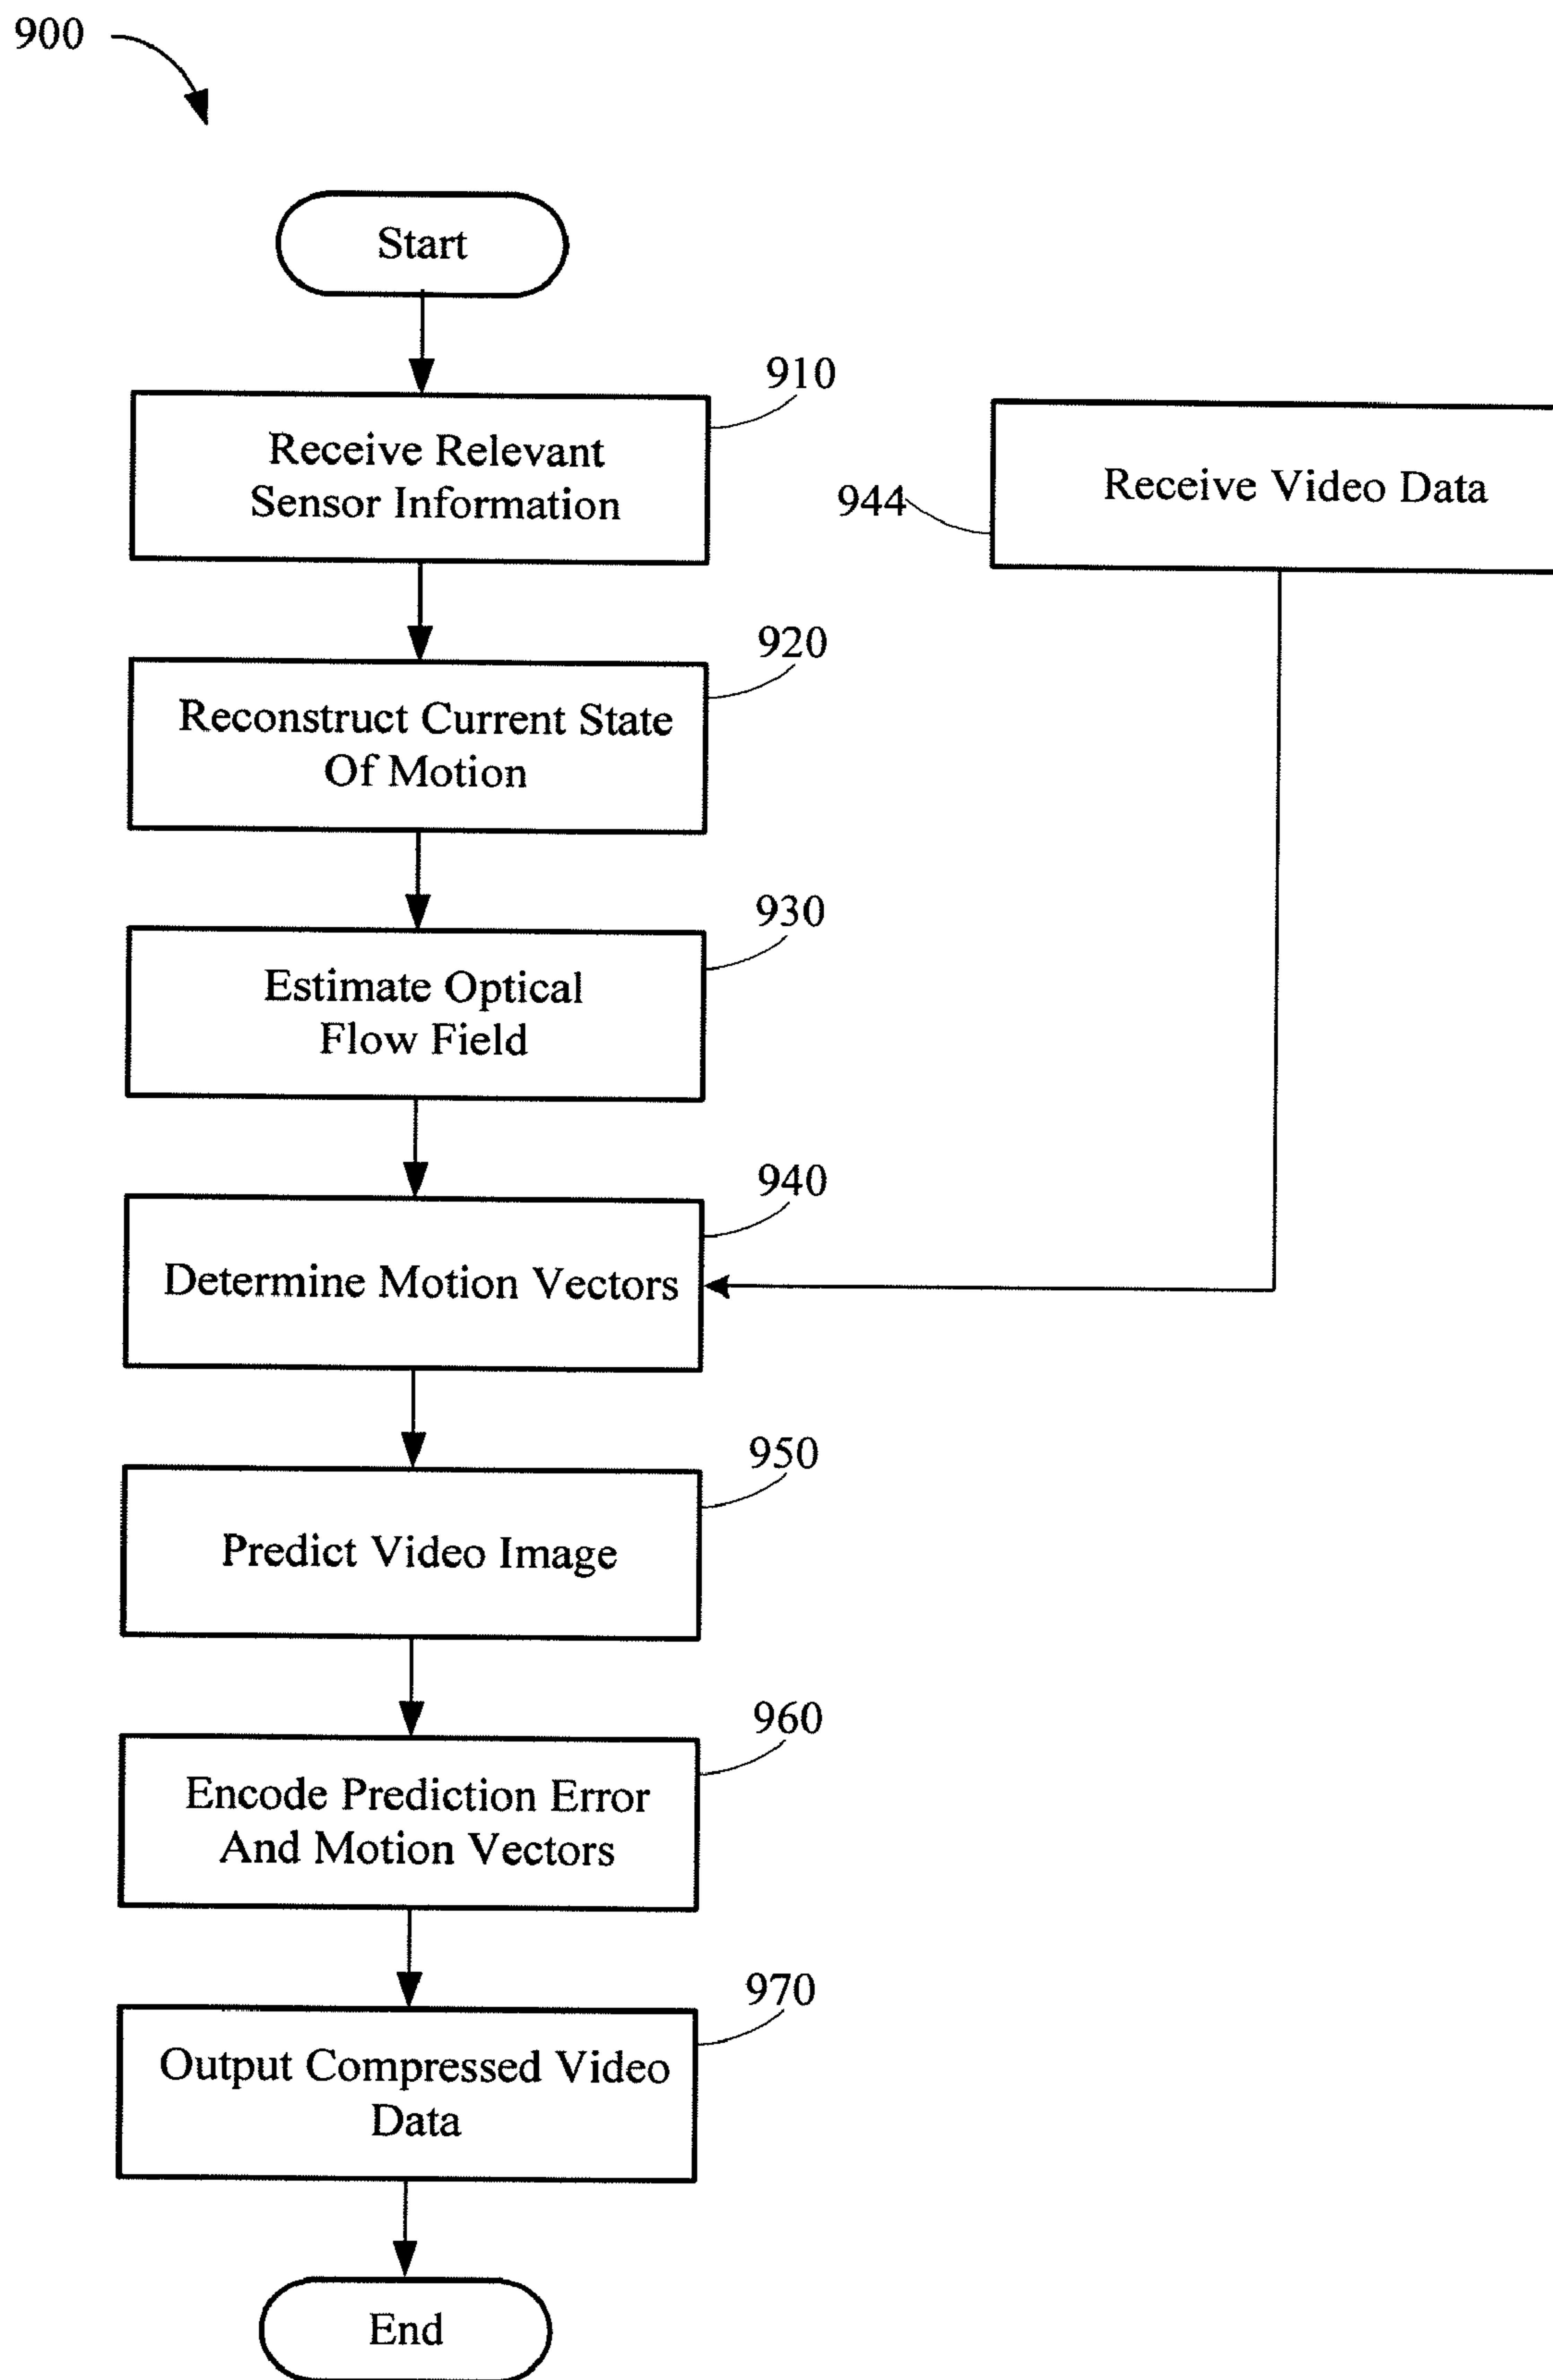 900
Start
910
Receive Relevant
Sensor Information
944
Receive Video Data
920
Reconstruct Current State
Of Motion
930
Estimate Optical
Flow Field
940
Determine Motion Vectors
950
Predict Video Image
960
Encode Prediction Error
And Motion Vectors
970
Output Compressed Video
Data
End